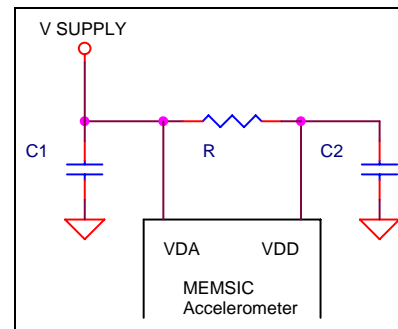 V SUPPLY
C1
R
C2
VDA
VDD
MEMSIC
Accelerometer